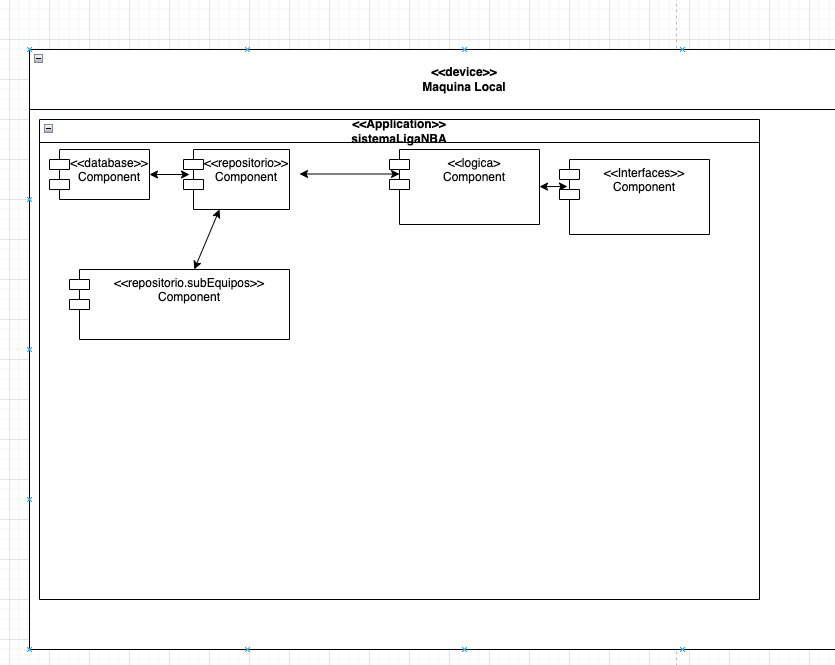 <<device>>
Maquina Local
<<Application>>
sistemaLigaNBA
<<database>>
Component
<<repositorio>>
Component
<<logica>
Component
<<Interfaces>>
Component
<<repositorio.subEquipos>>
Component